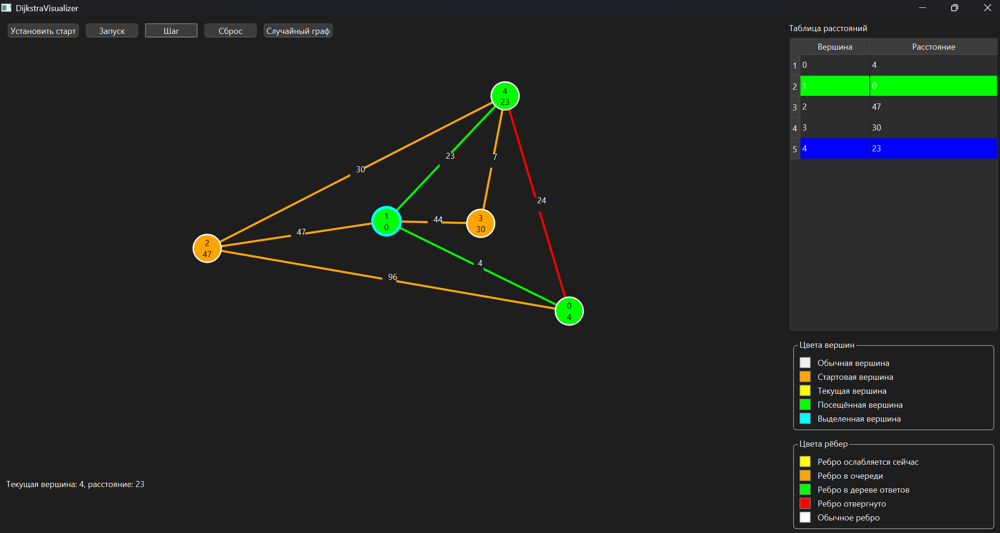 DijkstraVisualizer
Установить старт
Запуск
Шаг
Сброс
Случайный граф
4
23
30
23
7
24
1
0
44
3
30
47
2
47
4
96
0
4
Текущая вершина: 4, расстояние: 23
Таблица расстояний
Вершина Расстояние
1 0 4
2 1 0
3 2 47
4 3 30
5 4 23
Цвета вершин
Обычная вершина
Стартовая вершина
Текущая вершина
Посещённая вершина
Выделенная вершина
Цвета рёбер
Ребро ослабляется сейчас
Ребро в очереди
Ребро в дереве ответов
Ребро отвергнуто
Обычное ребро